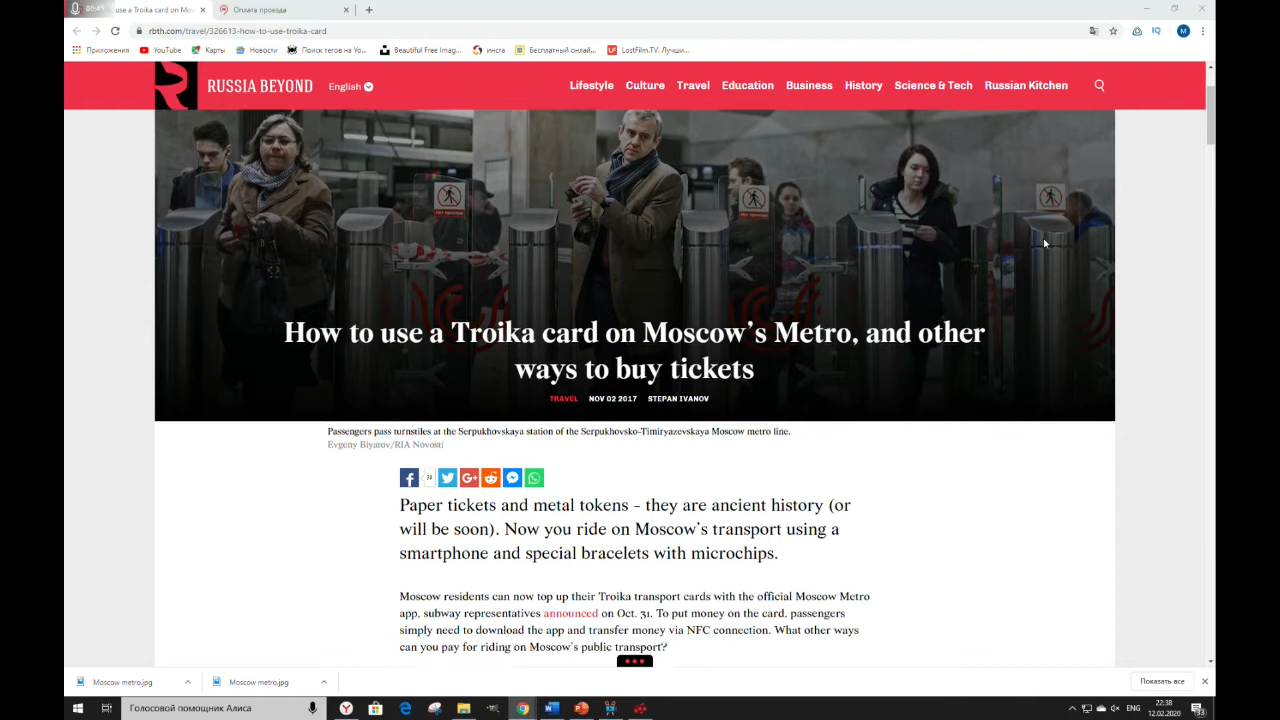 00:45
use a Troika card on Mos
Оплата проезда
rbth.com/travel/326613-how-to-use-troika-card
Приложения
YouTube
Карты
Новости
Поиск тегов на Yo...
Beautiful Free Imag...
инста
Бесплатный онлай...
LostFilm.TV. Лучши...
RUSSIA BEYOND
English
Lifestyle
Culture
Travel
Education
Business
History
Science & Tech
Russian Kitchen
How to use a Troika card on Moscow's Metro, and other
ways to buy tickets
TRAVEL NOV 02 2017 STEPAN IVANOV
Passengers pass turnstiles at the Serpukhovskaya station of the Serpukhovsko-Timiryazevskaya Moscow metro line.
Evgeny Biyatov/RIA Novosti
Paper tickets and metal tokens - they are ancient history (or
will be soon). Now you ride on Moscow's transport using a
smartphone and special bracelets with microchips.
Moscow residents can now top up their Troika transport cards with the official Moscow Metro
app, subway representatives announced on Oct. 31. To put money on the card, passengers
simply need to download the app and transfer money via NFC connection. What other ways
can you pay for riding on Moscow's public transport?
Moscow metro.jpg
Moscow metro.jpg
Показать все
Голосовой помощник Алиса
ENG
22:38
12.02.2020